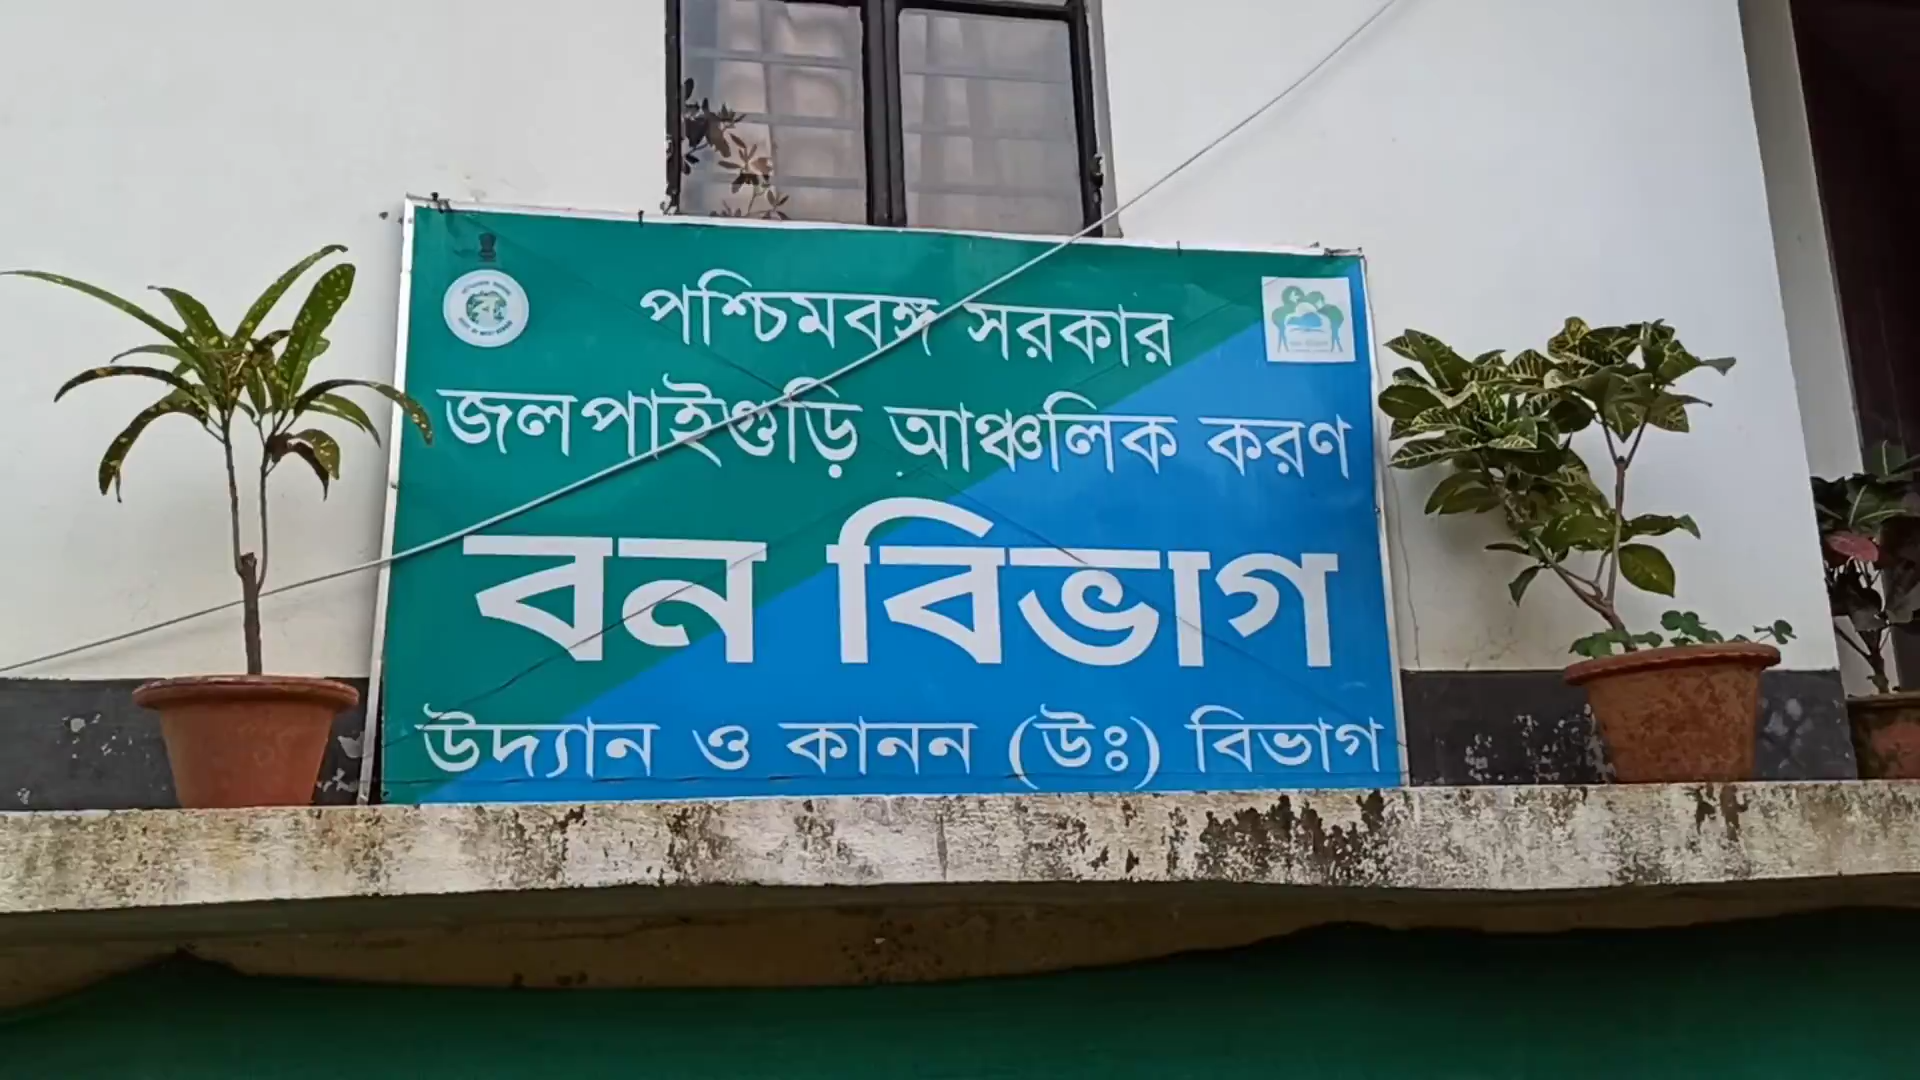 পশ্চিমবঙ্গ সরকার
জলপাইগুড়ি আঞ্চলিক করণ
বন বিভাগ
উদ্যান ও কানন (উঃ) বিভাগ